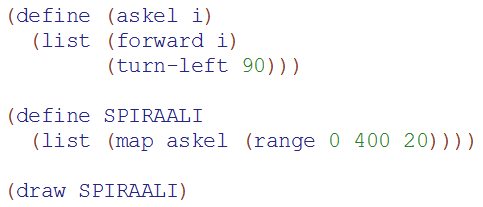 (define (askel i)
(list (forward i)
(turn-left 90)))
(define SPIRAALI
(list (map askel (range 0 400 20))))
(draw SPIRAALI)